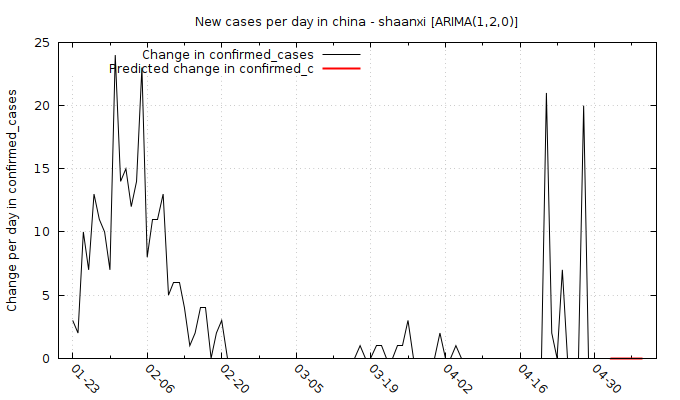 New cases per day in china - shaanxi [ARIMA(1,2,0)]
Change in confirmed_cases
Predicted change in confirmed_c
Change per day in confirmed_cases
25
20
15
10
5
0
01-23 02-06 02-20 03-05 03-19 04-02 04-16 04-30